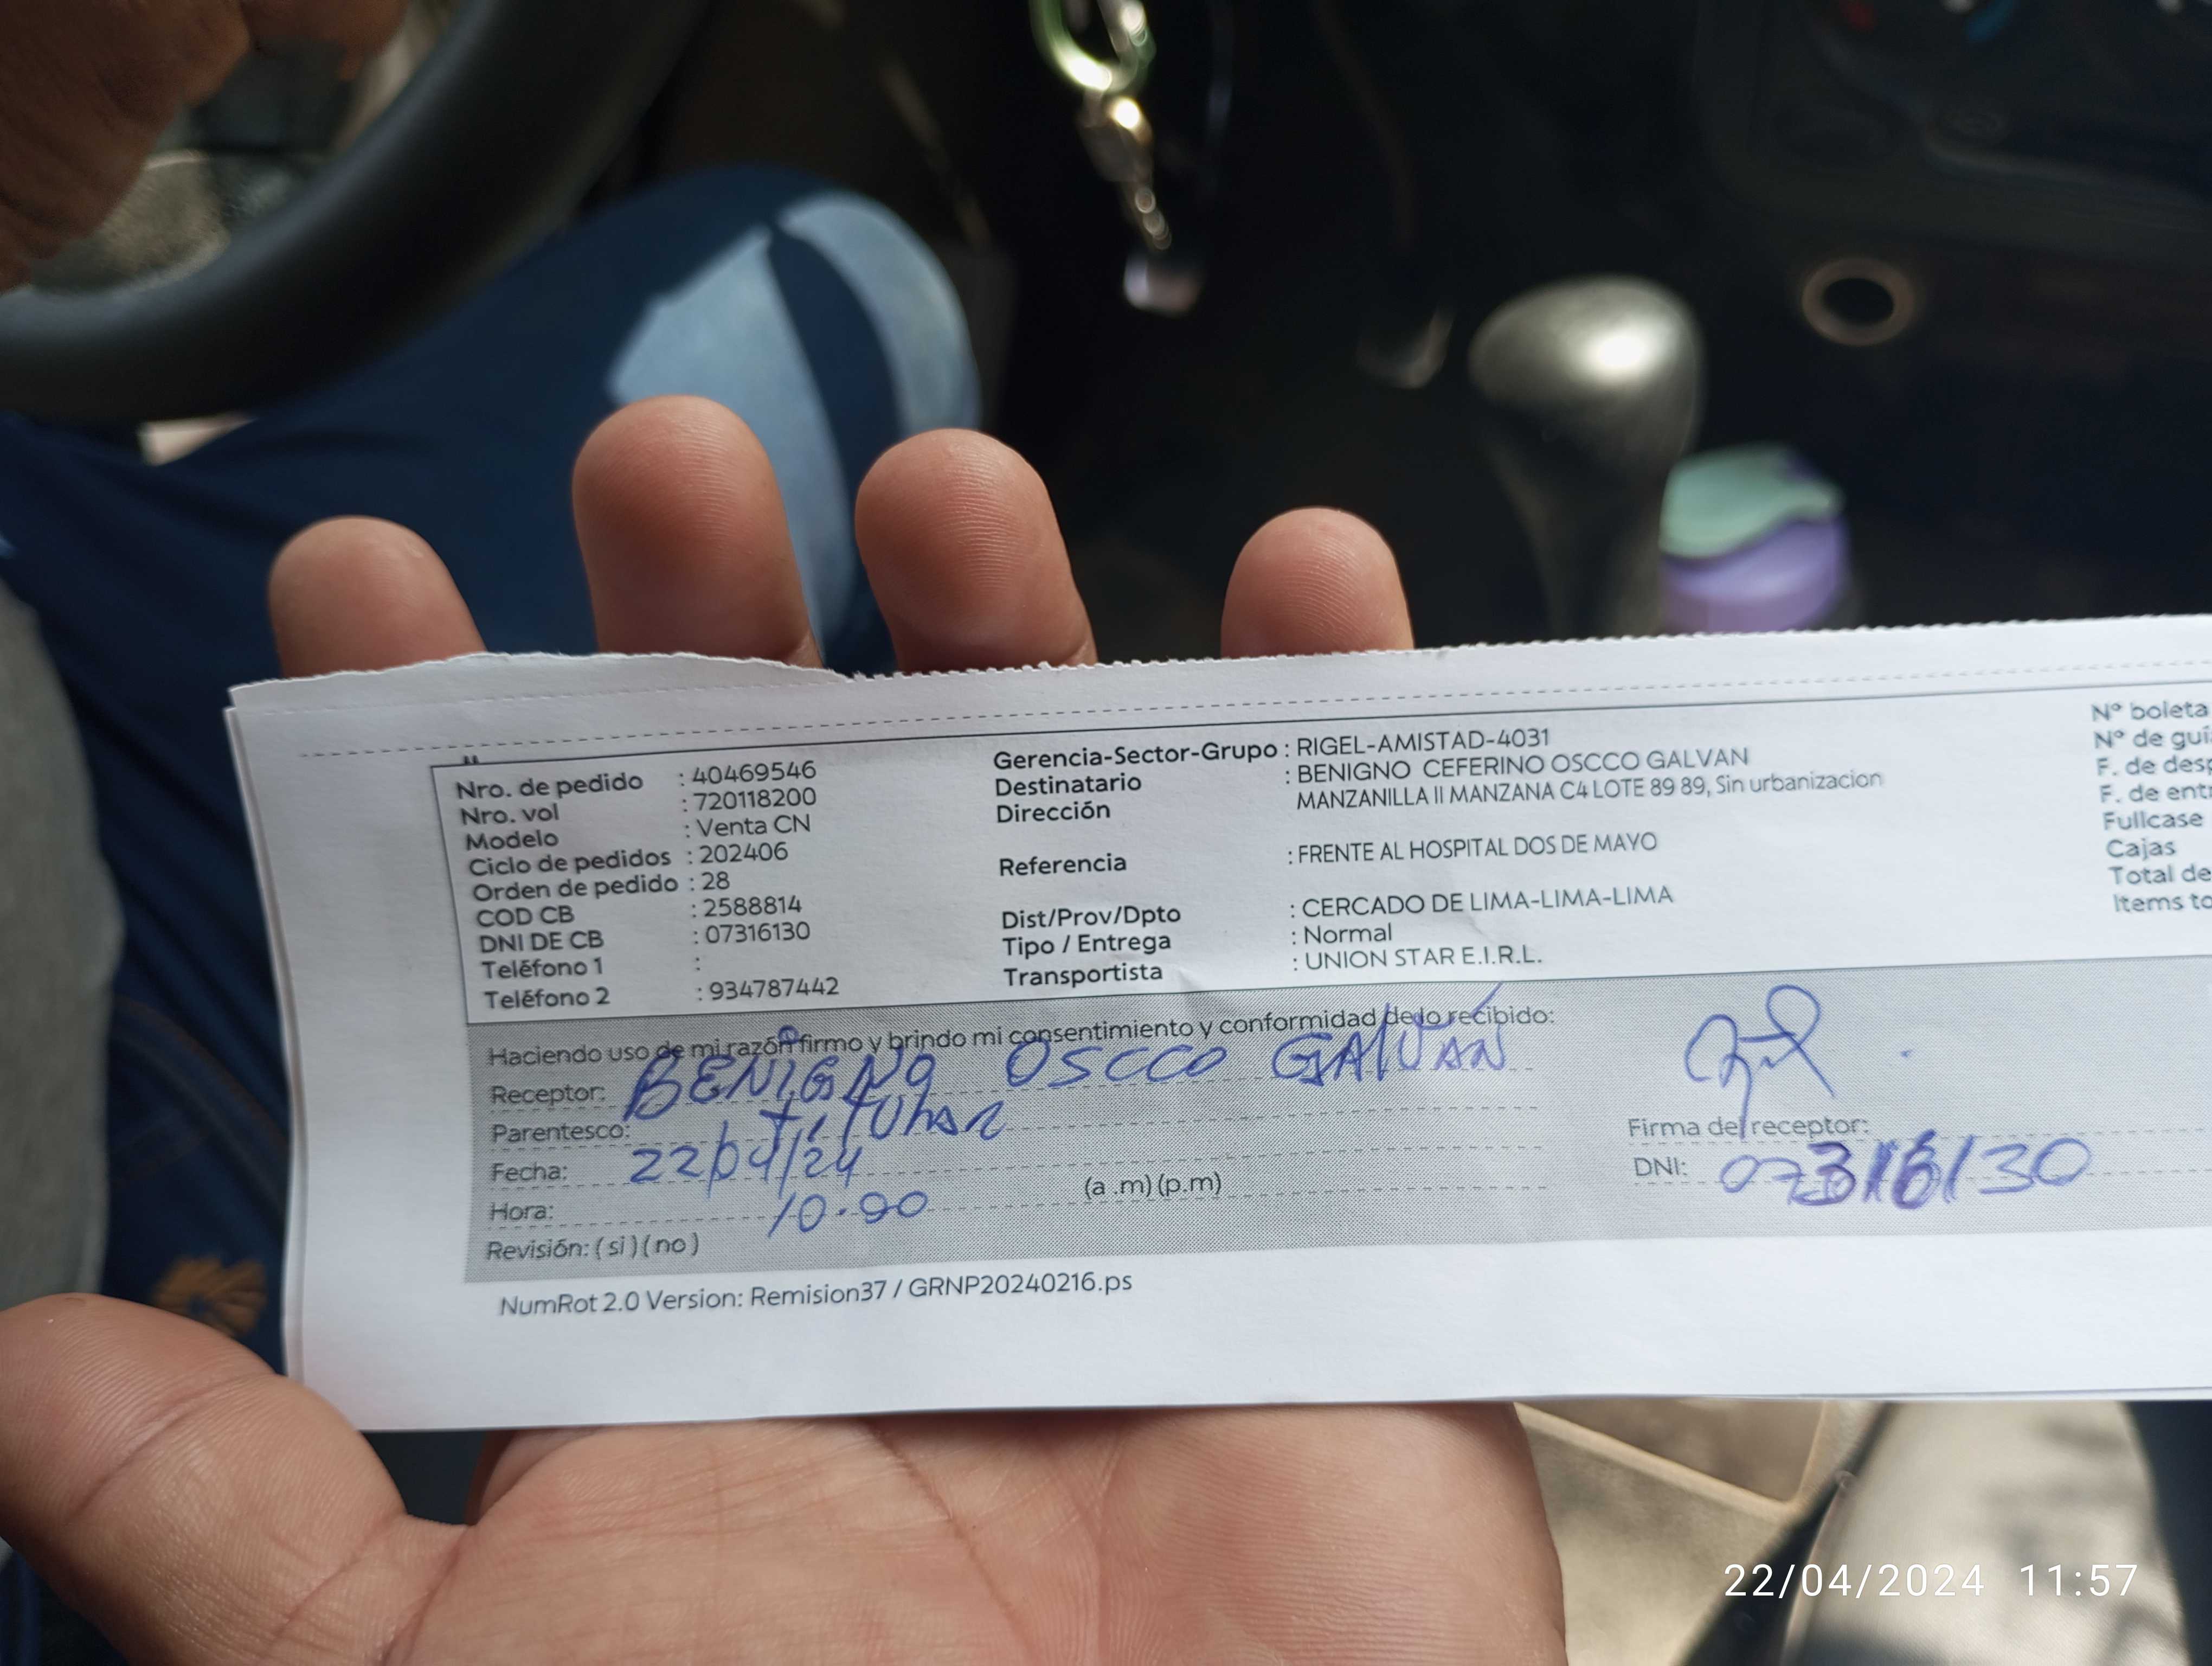 Nro. de pedido : 40469546
Nro. vol : 720118200
Modelo : Venta CN
Ciclo de pedidos : 202406
Orden de pedido : 28
COD CB : 2588814
DNI DE CB : 07316130
Teléfono 1 :
Teléfono 2 : 934787442
Gerencia-Sector-Grupo : RIGEL-AMISTAD-4031
Destinatario : BENIGNO CEFERINO OSCCO GALVAN
Dirección MANZANILLA II MANZANA C4 LOTE 89 89, Sin urbanizacion
Referencia : FRENTE AL HOSPITAL DOS DE MAYO
Dist/Prov/Dpto : CERCADO DE LIMA-LIMA-LIMA
Tipo / Entrega : Normal
Transportista : UNION STAR E.I.R.L.
Nº boleta
Nº de guí
F. de desp
F. de entr
Fullcase
Cajas
Total de
Items to
Haciendo uso de mi razón firmo y brindo mi consentimiento y conformidad de lo recibido:
Receptor: BENIGNO OSCCO GALVÁN
Parentesco: titular
Fecha: 22/04/24
Hora: (a .m) (p.m)
Revisión: ( si ) ( no )
Firma del receptor:
DNI: 07316130
NumRot 2.0 Version: Remision37 / GRNP20240216.ps
22/04/2024 11:57